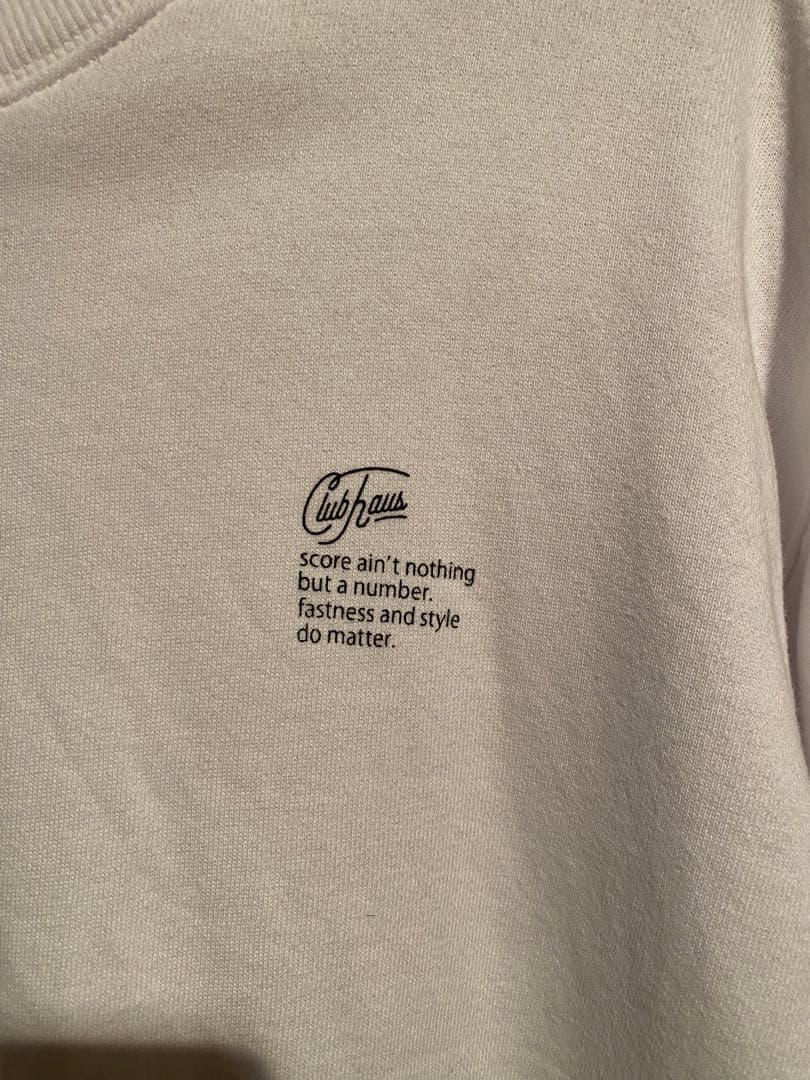 Clubhaus
score ain't nothing
but a number.
fastness and style
do matter.